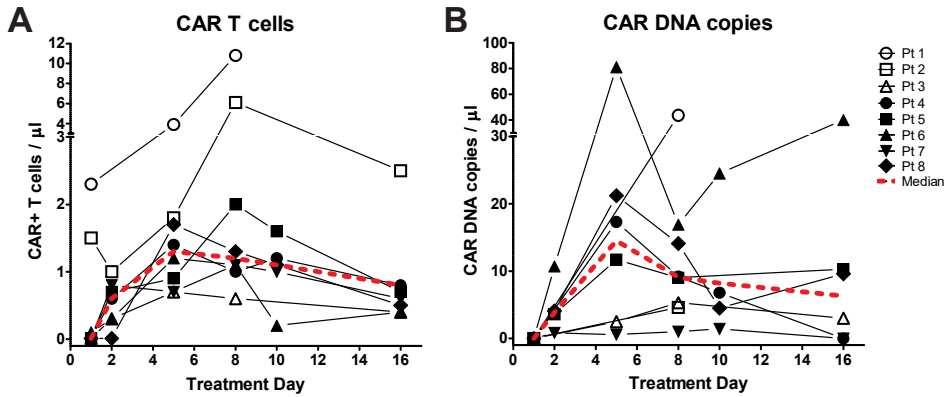 A
CAR T cells
CAR+ T cells / µl
12
10
8
6
4
3
2
1
0
0 2 4 6 8 10 12 14 16
Treatment Day
B
CAR DNA copies
CAR DNA copies / µl
100
80
60
40
30
20
10
0
0 2 4 6 8 10 12 14 16
Treatment Day
Pt 1
Pt 2
Pt 3
Pt 4
Pt 5
Pt 6
Pt 7
Pt 8
Median